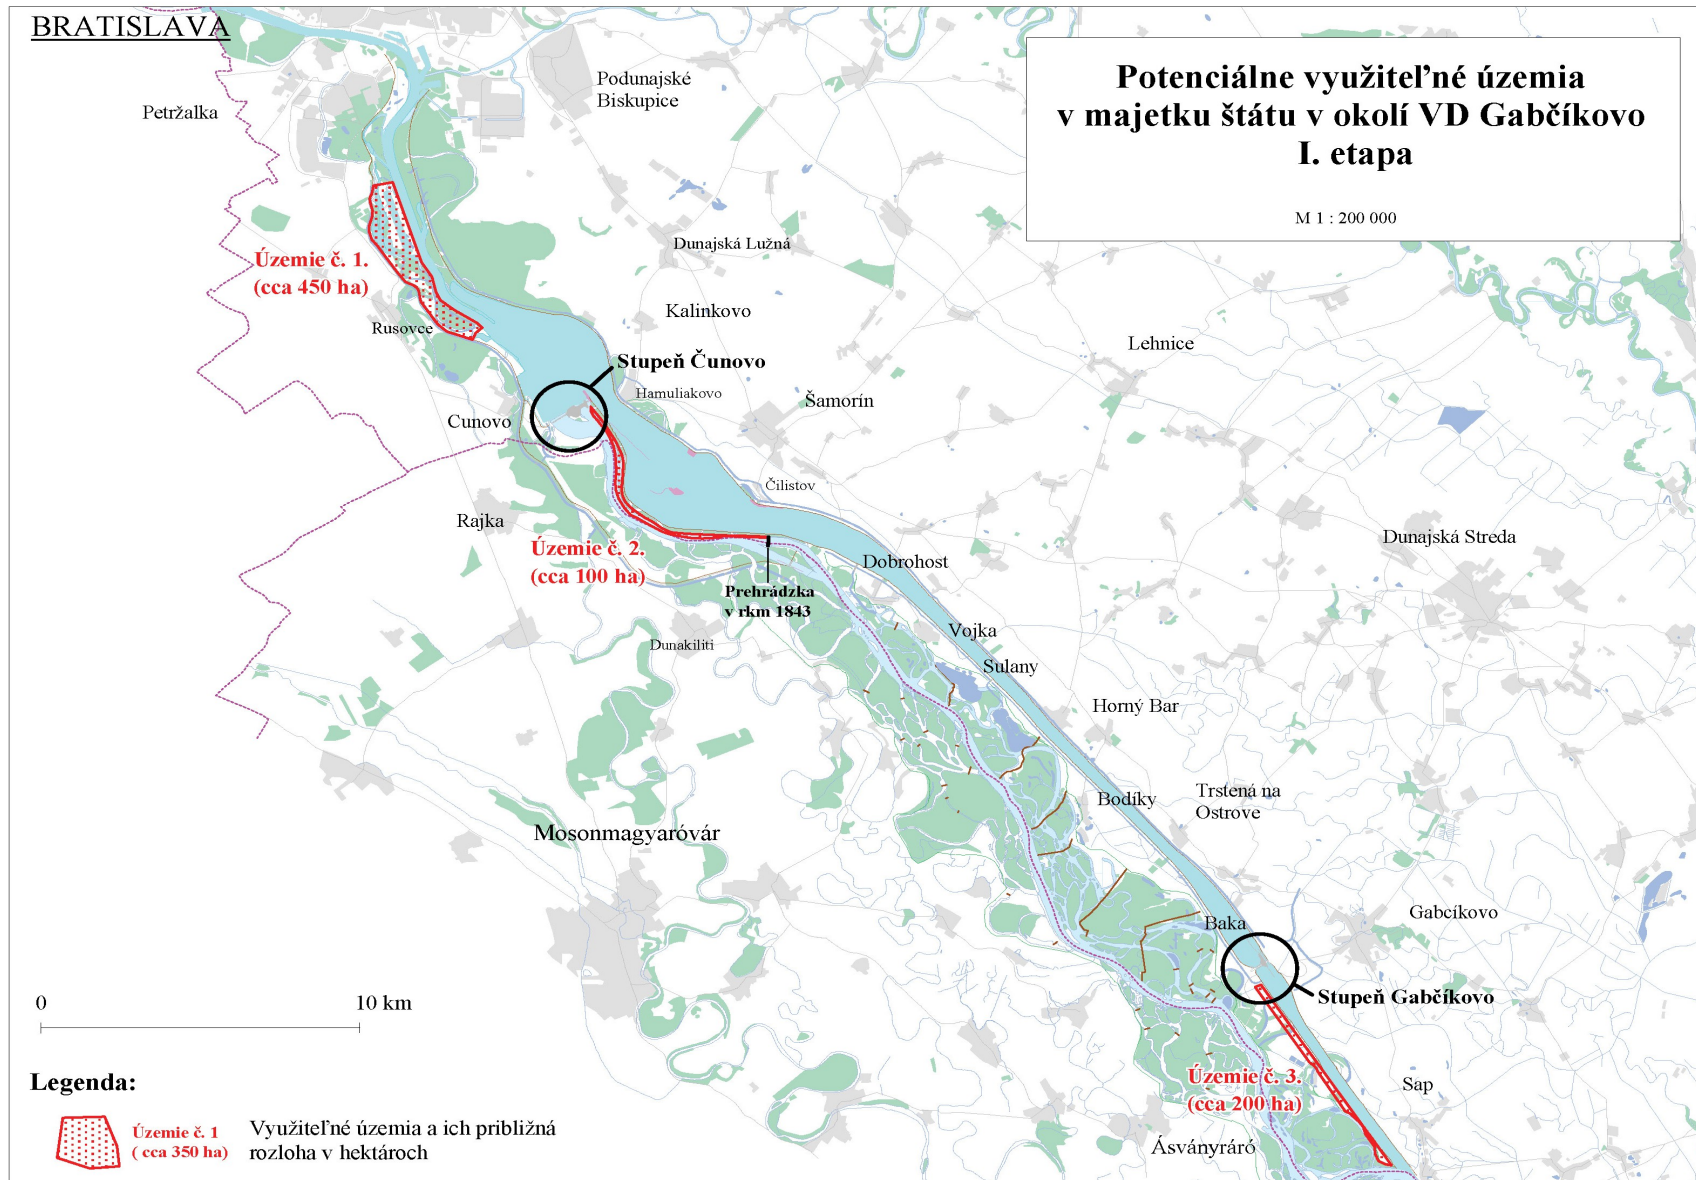 BRATISLAVA
Potenciálne využiteľné územia
v majetku štátu v okolí VD Gabčíkovo
I. etapa
M 1 : 200 000
Petržalka
Podunajské
Biskupice
Dunajská Lužná
Územie č. 1.
(cca 450 ha)
Rusovce
Kalinkovo
Lehnice
Stupeň Čunovo
Hamuliakovo
Šamorín
Cunovo
Čilistov
Rajka
Dunajská Streda
Územie č. 2.
(cca 100 ha)
Dobrohost
Prehrádzka
v rkm 1843
Vojka
Dunakiliti
Sulany
Horný Bar
Bodíky
Trstená na
Ostrove
Mosonmagyaróvár
Baka
Gabcíkovo
Stupeň Gabčíkovo
0
10 km
Územie č. 3.
(cca 200 ha)
Sap
Ásványráró
Legenda:
Územie č. 1
( cca 350 ha)
Využiteľné územia a ich približná
rozloha v hektároch